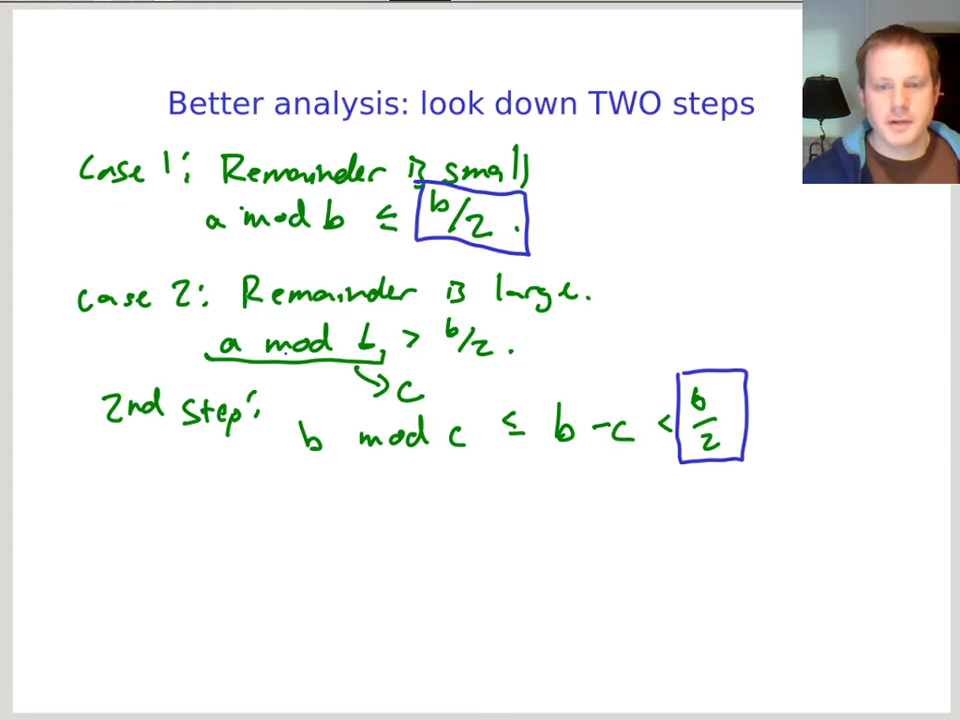 Better analysis: look down TWO steps
Case 1: Remainder is small
a mod b ≤ b/2.
Case 2: Remainder is large.
a mod b, > b/2.
→ c
2nd step: b mod c ≤ b - c < b/2